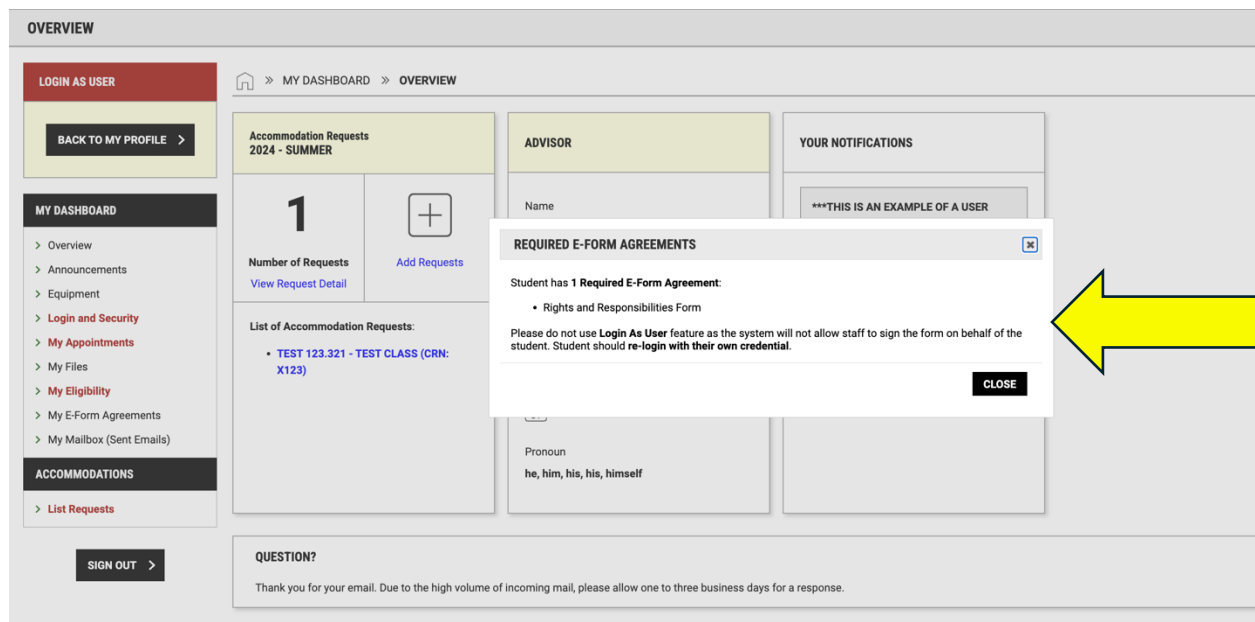 OVERVIEW
LOGIN AS USER
BACK TO MY PROFILE >
MY DASHBOARD
> Overview
> Announcements
> Equipment
> Login and Security
> My Appointments
> My Files
> My Eligibility
> My E-Form Agreements
> My Mailbox (Sent Emails)
ACCOMMODATIONS
> List Requests
SIGN OUT >
» MY DASHBOARD » OVERVIEW
Accommodation Requests
2024 - SUMMER
1
Number of Requests
View Request Detail
Add Requests
List of Accommodation Requests:
• TEST 123.321 - TEST CLASS (CRN:
X123)
ADVISOR
Name
Pronoun
he, him, his, his, himself
YOUR NOTIFICATIONS
***THIS IS AN EXAMPLE OF A USER
REQUIRED E-FORM AGREEMENTS
Student has 1 Required E-Form Agreement:
• Rights and Responsibilities Form
Please do not use Login As User feature as the system will not allow staff to sign the form on behalf of the
student. Student should re-login with their own credential.
CLOSE
QUESTION?
Thank you for your email. Due to the high volume of incoming mail, please allow one to three business days for a response.